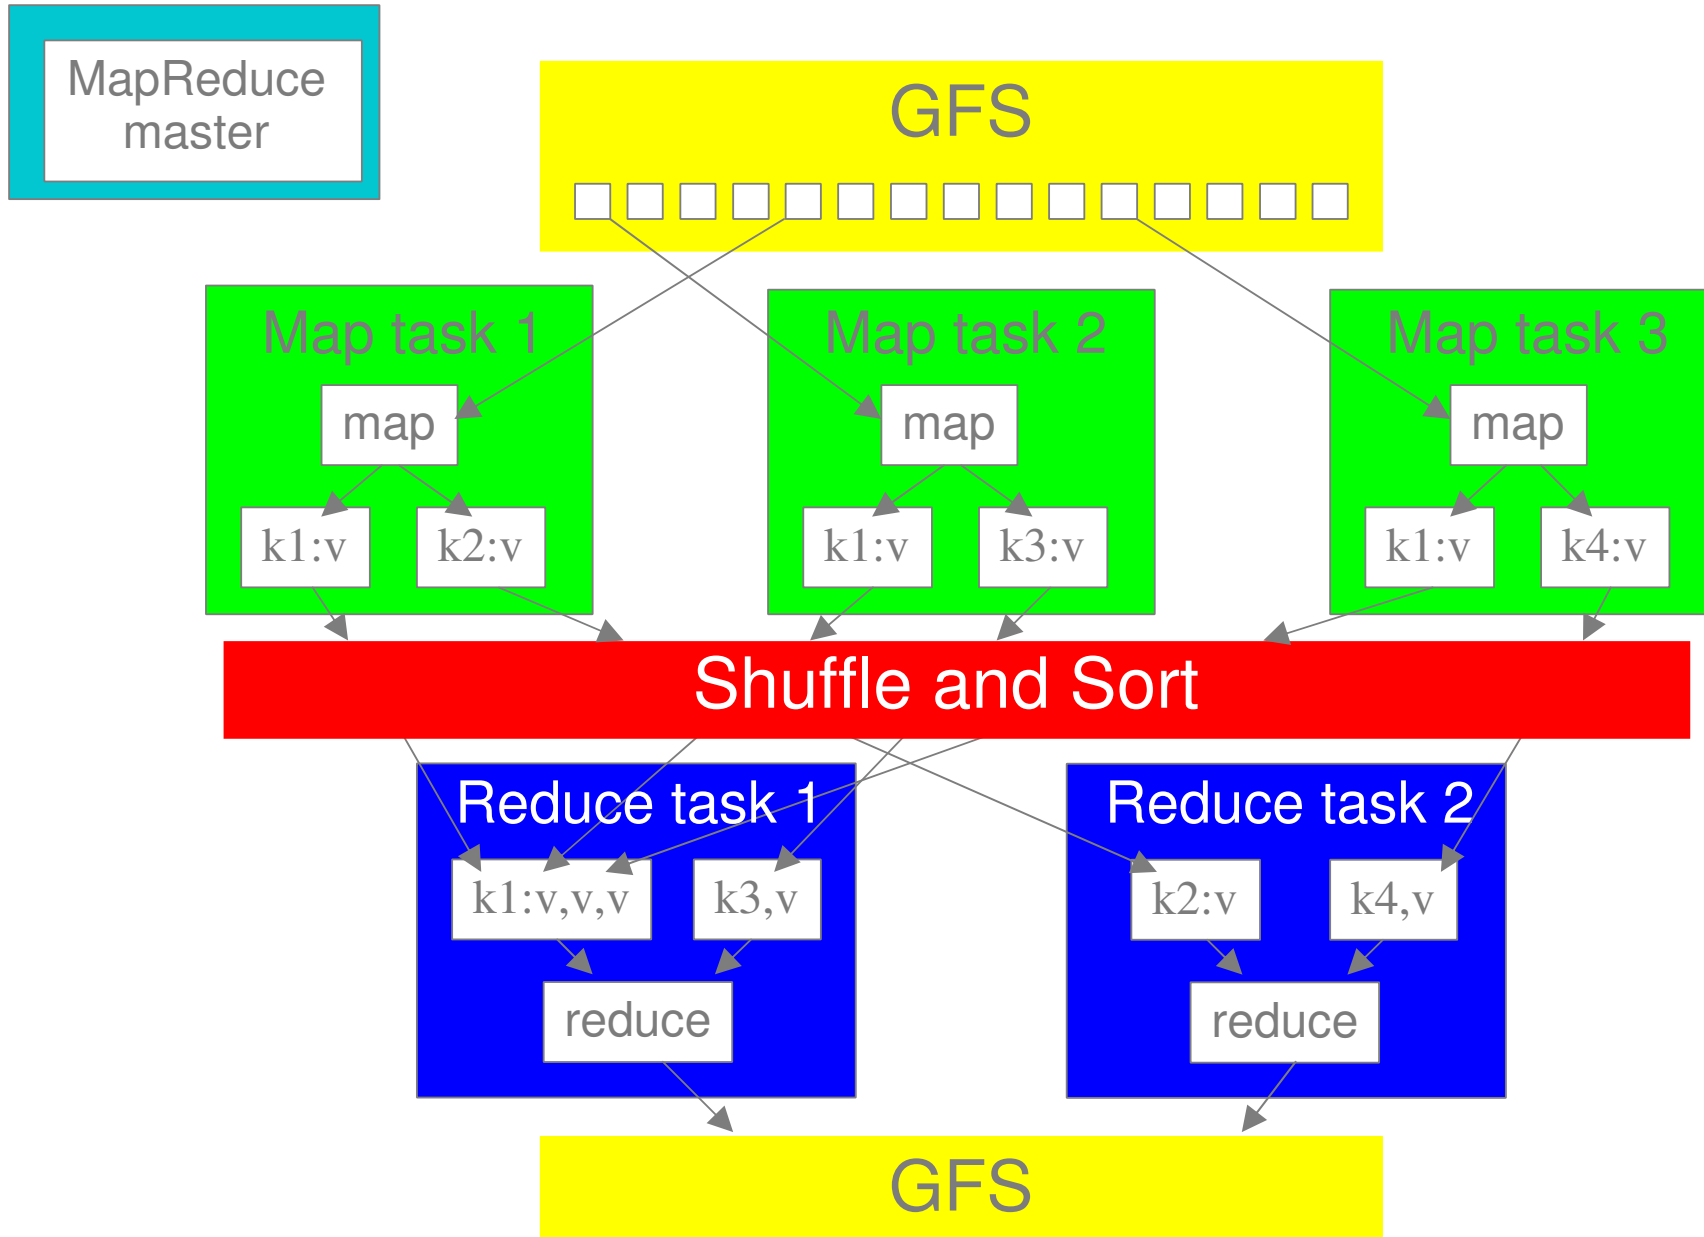 MapReduce
master
GFS
Map task 1
Map task 2
Map task 3
map
map
map
k1:v
k2:v
k1:v
k3:v
k1:v
k4:v
Shuffle and Sort
Reduce task 1
Reduce task 2
k1:v,v,v
k3,v
k2:v
k4,v
reduce
reduce
GFS